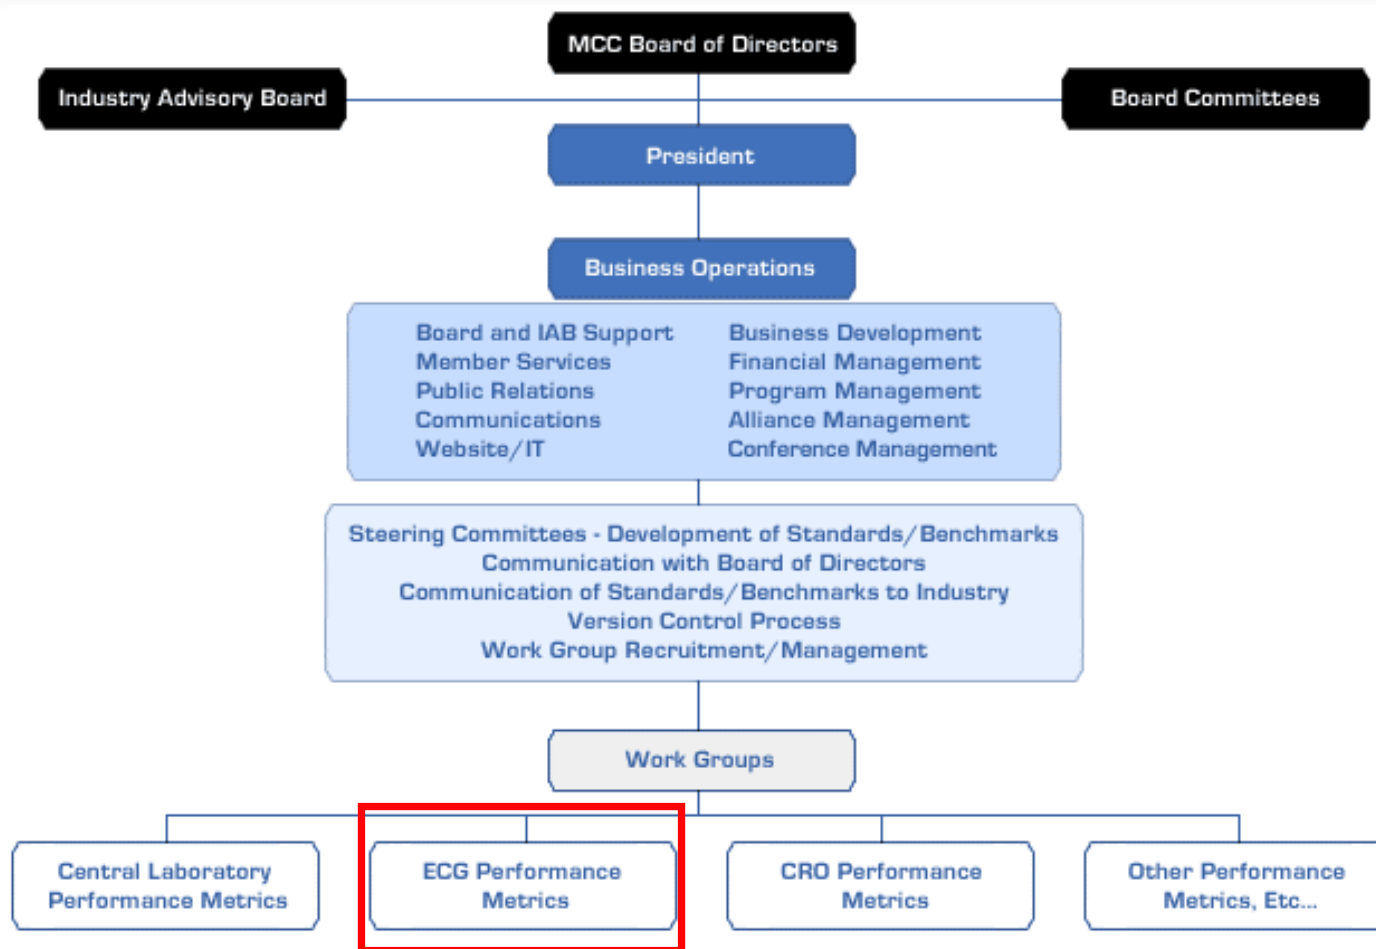 MCC Board of Directors
Industry Advisory Board
Board Committees
President
Business Operations
Board and IAB Support
Member Services
Public Relations
Communications
Website/IT
Business Development
Financial Management
Program Management
Alliance Management
Conference Management
Steering Committees - Development of Standards/Benchmarks
Communication with Board of Directors
Communication of Standards/Benchmarks to Industry
Version Control Process
Work Group Recruitment/Management
Work Groups
Central Laboratory
Performance Metrics
ECG Performance
Metrics
CRO Performance
Metrics
Other Performance
Metrics, Etc...